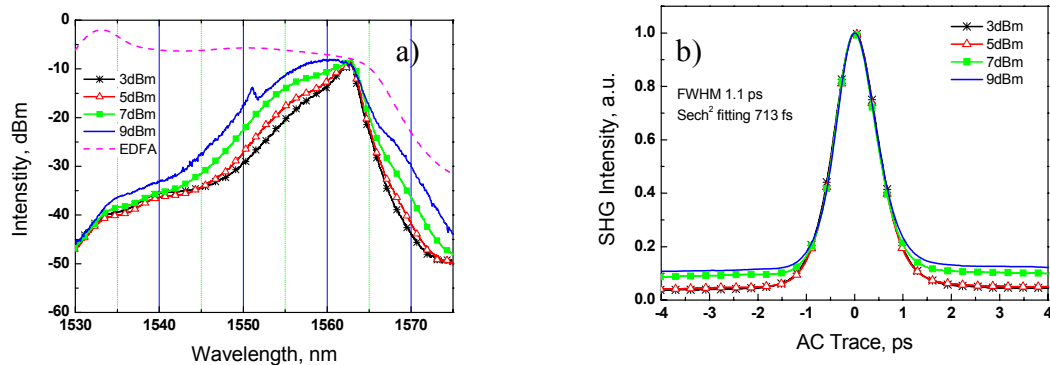 a)
0
-10
-20
-30
-40
-50
-60
Intenstity, dBm
3dBm
5dBm
7dBm
9dBm
EDFA
1530
1540
1550
1560
1570
Wavelength, nm
b)
1.0
0.8
0.6
0.4
0.2
0.0
SHG Intensity, a.u.
FWHM 1.1 ps
Sech² fitting 713 fs
3dBm
5dBm
7dBm
9dBm
-4
-3
-2
-1
0
1
2
3
4
AC Trace, ps